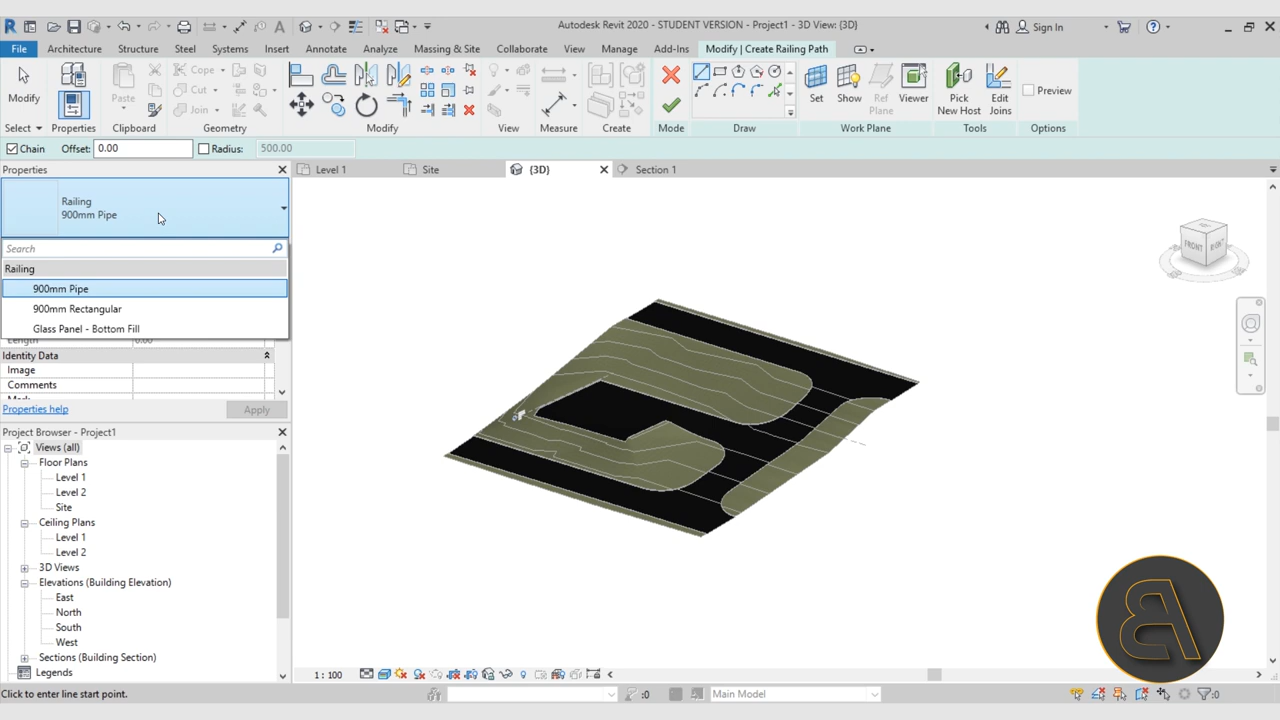 Autodesk Revit 2020 - STUDENT VERSION - Project1 - 3D View: {3D}
Sign In
File Architecture Structure Steel Systems Insert Annotate Analyze Massing & Site Collaborate View Manage Add-Ins Modify | Create Railing Path
Modify
Paste
Cope
Cut
Join
Set
Show
Ref Plane
Viewer
Pick New Host
Edit Joins
Preview
Select Properties Clipboard Geometry Modify View Measure Create Mode Draw Work Plane Tools Options
Chain Offset: 0.00 Radius: 500.00
Properties
Level 1 Site {3D} Section 1
Railing
900mm Pipe
Search
Railing
900mm Pipe
900mm Rectangular
Glass Panel - Bottom Fill
Length 0.00
Identity Data
Image
Comments
Mark
Properties help Apply
Project Browser - Project1
Views (all)
Floor Plans
Level 1
Level 2
Site
Ceiling Plans
Level 1
Level 2
3D Views
Elevations (Building Elevation)
East
North
South
West
Sections (Building Section)
Legends
FRONT RIGHT
1 : 100
Click to enter line start point.
:0 Main Model :0